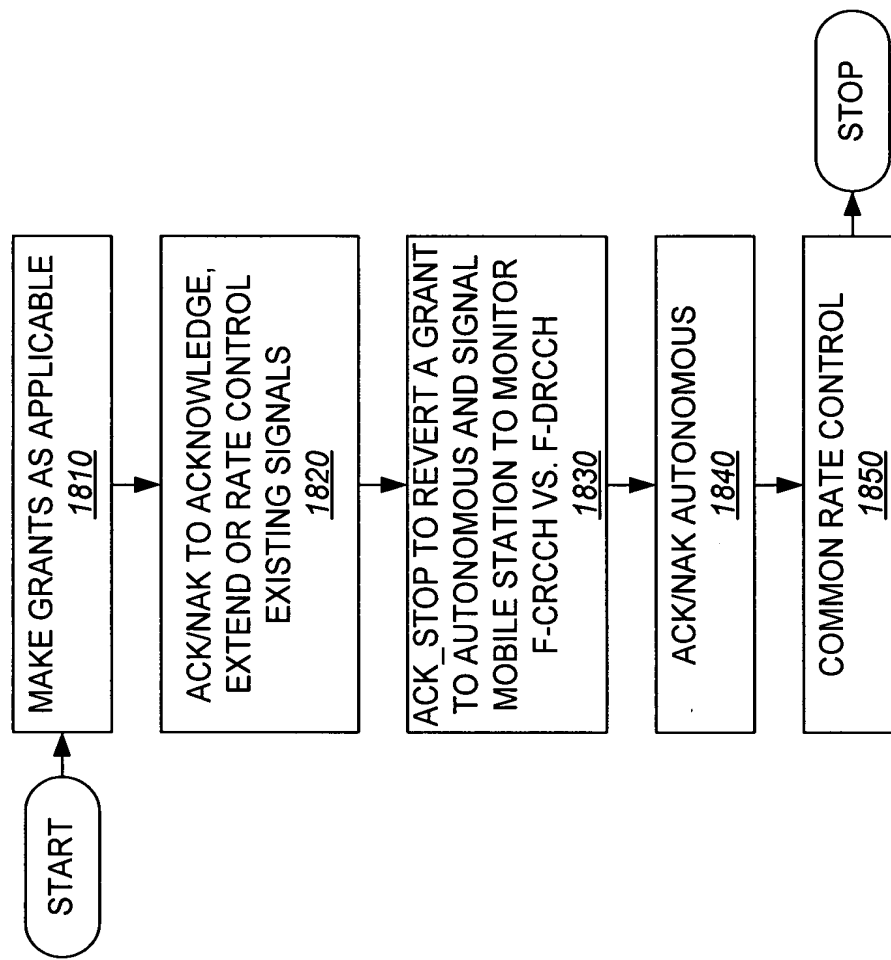 START
MAKE GRANTS AS APPLICABLE
1810
ACK/NAK TO ACKNOWLEDGE,
EXTEND OR RATE CONTROL
EXISTING SIGNALS
1820
ACK_STOP TO REVERT A GRANT
TO AUTONOMOUS AND SIGNAL
MOBILE STATION TO MONITOR
F-CRCCH VS. F-DRCCH
1830
ACK/NAK AUTONOMOUS
1840
COMMON RATE CONTROL
1850
STOP